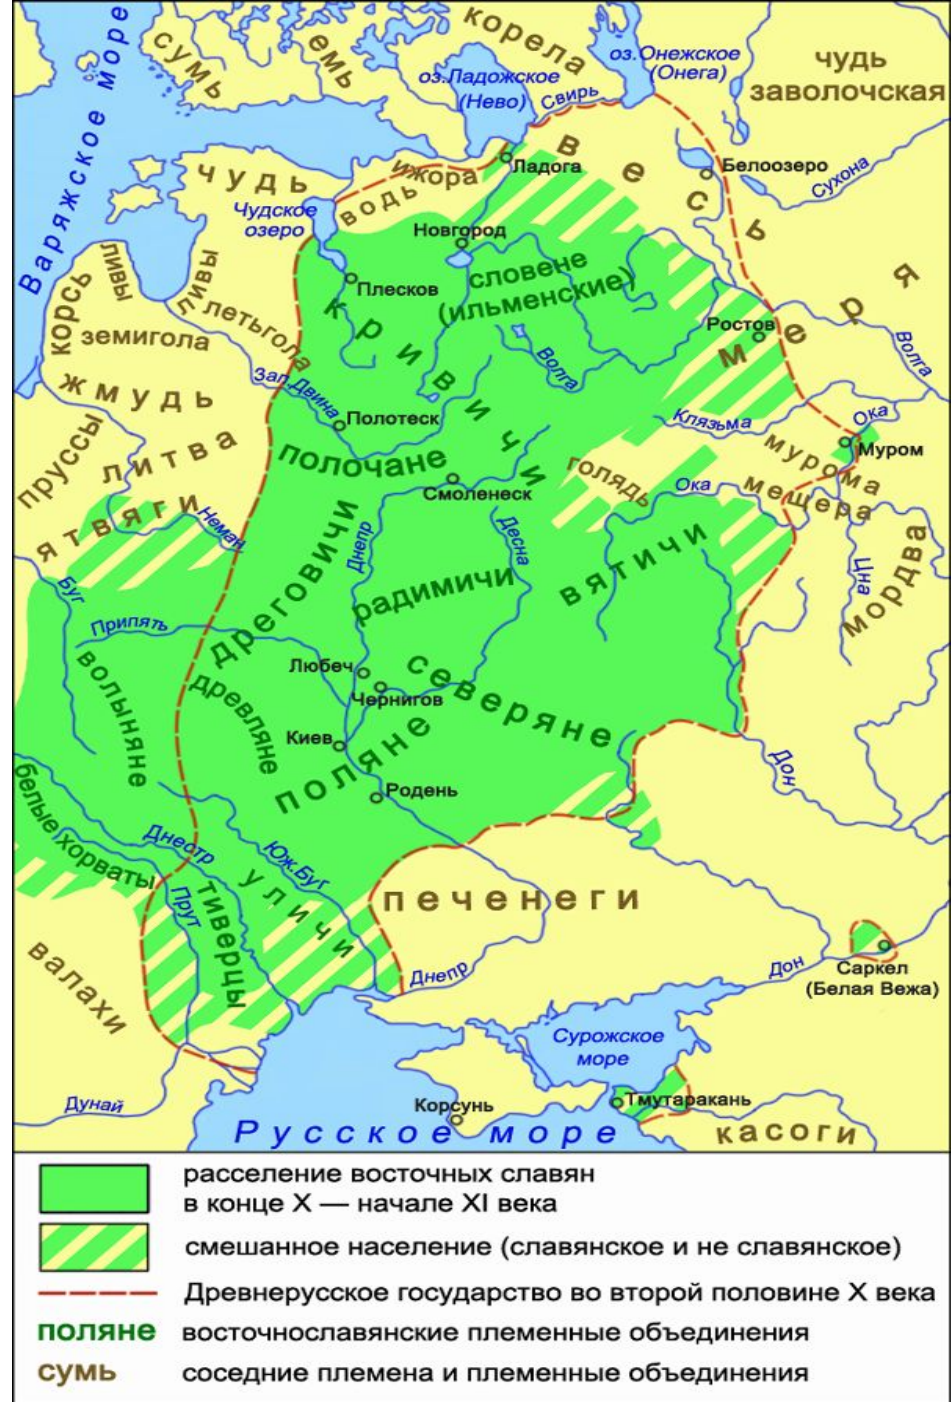 Варяжское море
сумь
емь
корела
оз.Ладожское
(Нево)
Свирь
оз.Онежское
(Онега)
чудь
заволочская
весь
Ладога
Белоозеро
Сухона
чудь
ижора
водь
Чудское
озеро
Новгород
словене
(ильменские)
Плесков
кривичи
ливы
ливы
корсь
земигола
летьгола
Зап.Двина
Ростов
меря
Волга
Волга
жмудь
литва
пруссы
ятвяги
Неман
Полотеск
полочане
Смоленеск
Клязьма
Ока
Муром
мурома
мещера
голядь
Ока
Буг
Припять
дреговичи
Днепр
Десна
радимичи
вятичи
Цна
мордва
волыняне
Любеч
Чернигов
северяне
древляне
Киев
поляне
Родень
Дон
белые хорваты
Днестр
Юж.Буг
Прут
тиверцы
уличи
печенеги
валахи
Днепр
Дон
Саркел
(Белая Вежа)
Сурожское
море
Дунай
Корсунь
Тмутаракань
Русское море
касоги
расселение восточных славян
в конце X — начале XI века
смешанное население (славянское и не славянское)
Древнерусское государство во второй половине X века
поляне восточнославянские племенные объединения
сумь соседние племена и племенные объединения